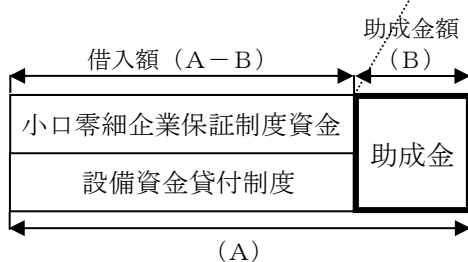 助成金額
借入額（A－B）
（B）
小口零細企業保証制度資金
設備資金貸付制度
助成金
（A）